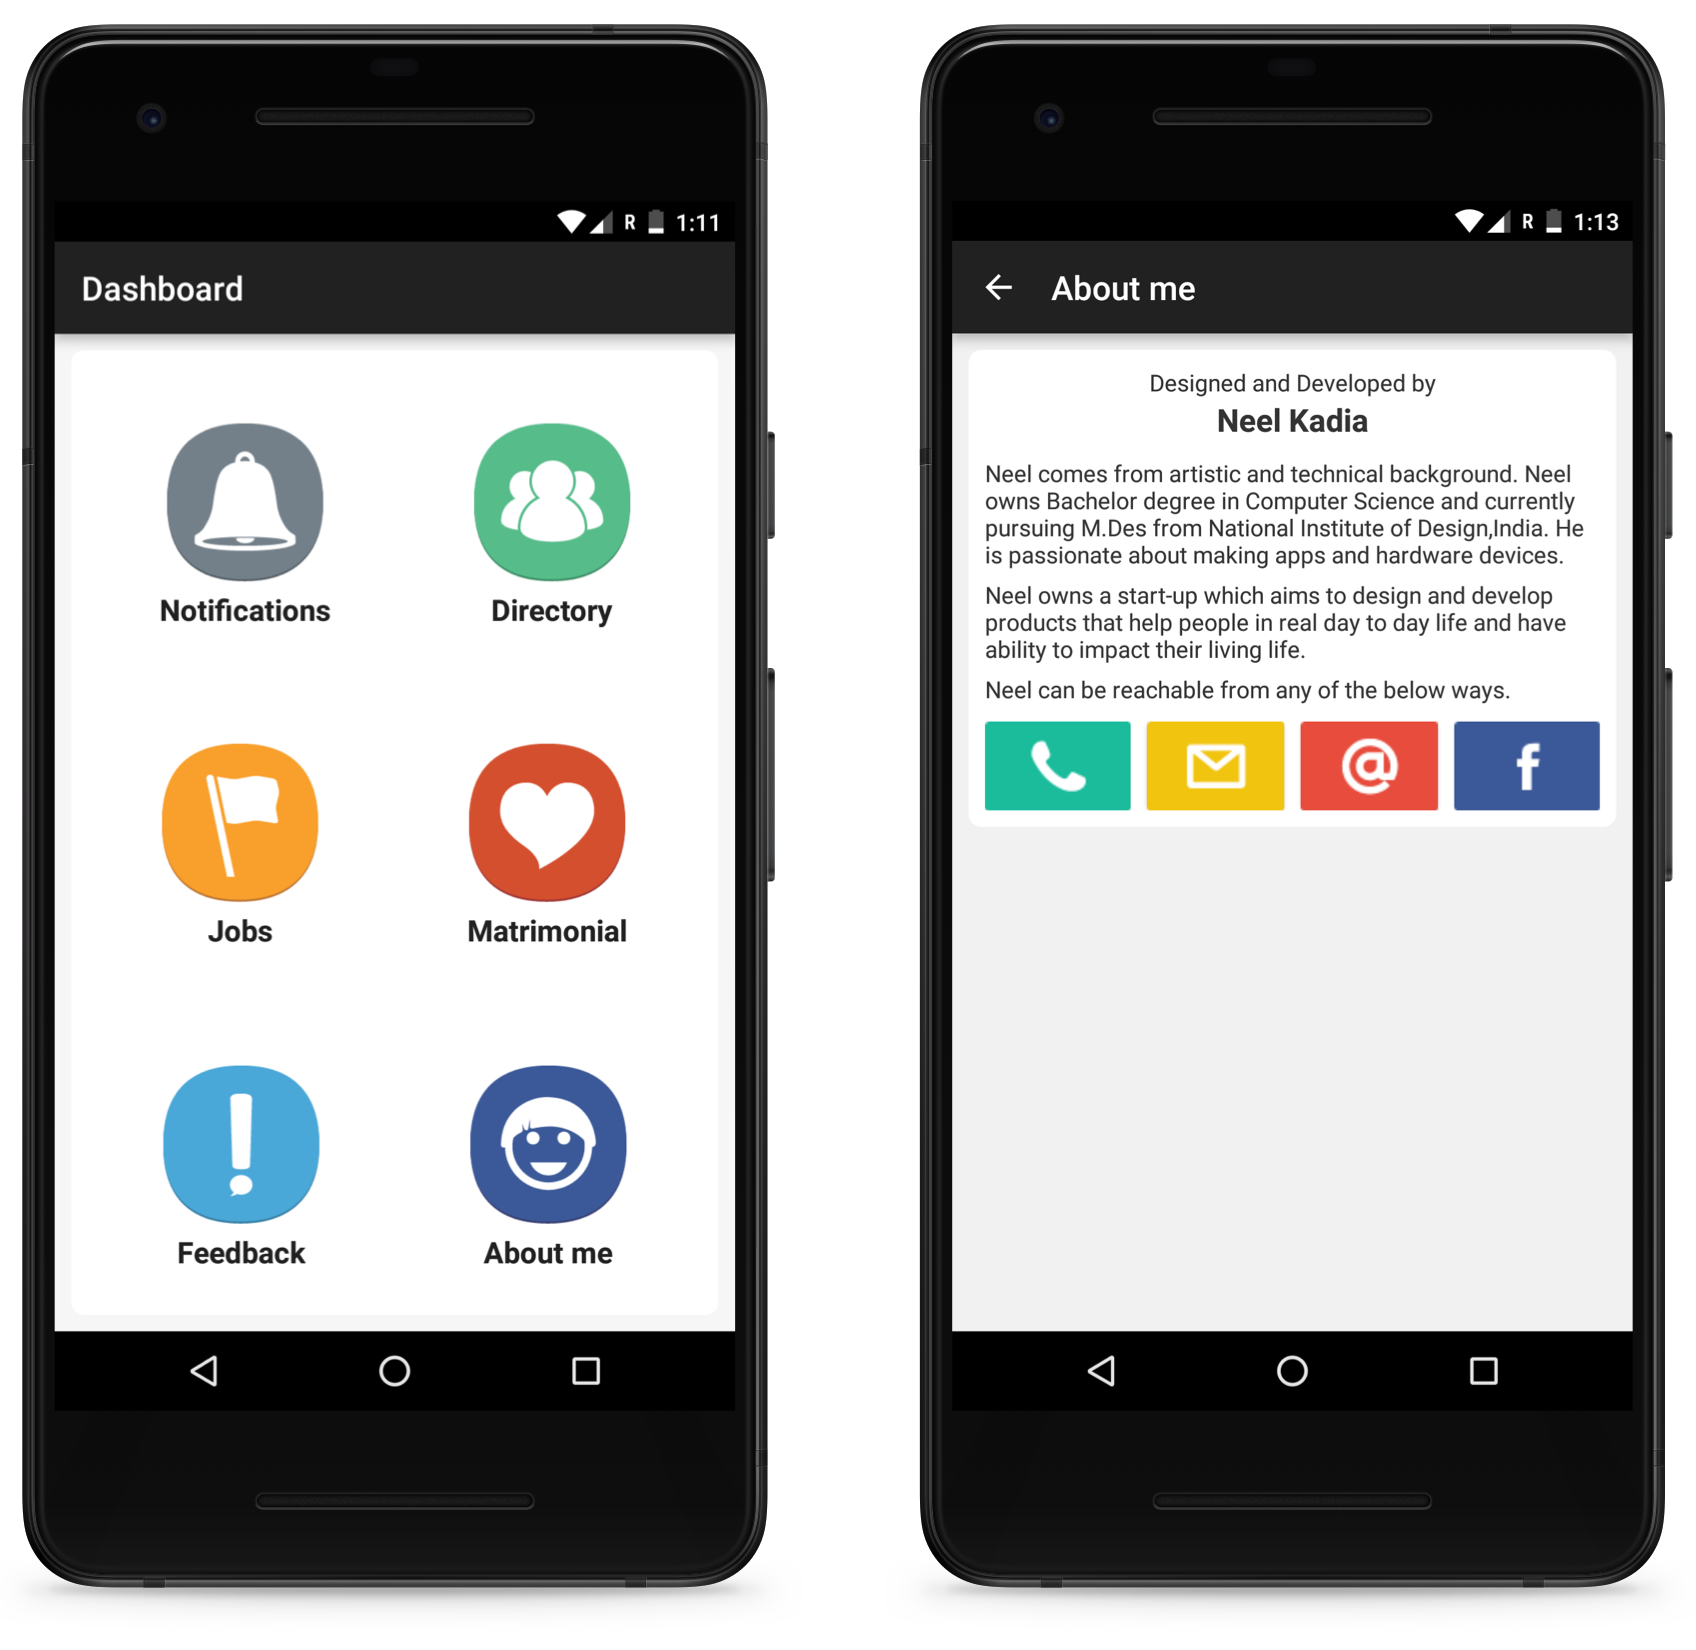 R 1:11
Dashboard
Notifications
Directory
Jobs
Matrimonial
Feedback
About me
R 1:13
About me
Designed and Developed by
Neel Kadia
Neel comes from artistic and technical background. Neel
owns Bachelor degree in Computer Science and currently
pursuing M.Des from National Institute of Design,India. He
is passionate about making apps and hardware devices.
Neel owns a start-up which aims to design and develop
products that help people in real day to day life and have
ability to impact their living life.
Neel can be reachable from any of the below ways.
@
f